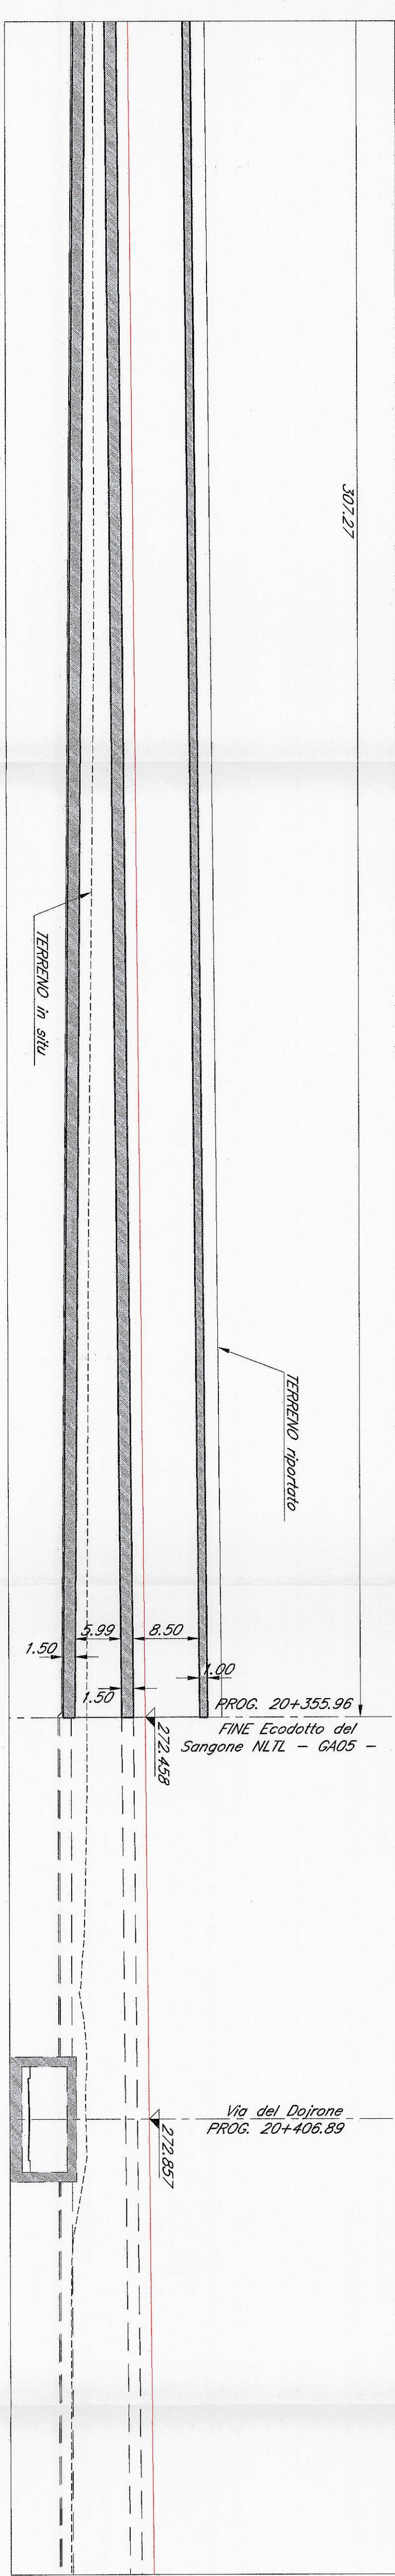 307.27
TERRENO in situ
TERRENO riportato
5.99
8.50
1.50
1.50
1.00
PROG. 20+355.96
FINE Ecodotto del
Sangone NLTL - GA05 -
272.458
Via del Dojrone
PROG. 20+406.89
272.857